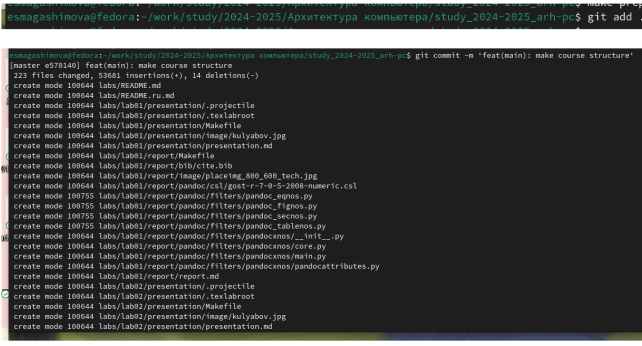 esmagashimova@fedora:~/work/study/2024-2025/Архитектура компьютера/study_2024-2025_arh-pc$ git add .
esmagashimova@fedora:~/work/study/2024-2025/Архитектура компьютера/study_2024-2025_arh-pc$ git commit -m 'feat(main): make course structure'
[master e570140] feat(main): make course structure
223 files changed, 53681 insertions(+), 14 deletions(-)
create mode 100644 labs/README.md
create mode 100644 labs/README.ru.md
create mode 100644 labs/lab01/presentation/.projectile
create mode 100644 labs/lab01/presentation/.texlabroot
create mode 100644 labs/lab01/presentation/Makefile
create mode 100644 labs/lab01/presentation/image/kulyabov.jpg
create mode 100644 labs/lab01/presentation/presentation.md
create mode 100644 labs/lab01/report/Makefile
create mode 100644 labs/lab01/report/bib/cite.bib
create mode 100644 labs/lab01/report/image/placeimg_800_600_tech.jpg
create mode 100644 labs/lab01/report/pandoc/csl/gost-r-7-0-5-2008-numeric.csl
create mode 100755 labs/lab01/report/pandoc/filters/pandoc_eqnos.py
create mode 100755 labs/lab01/report/pandoc/filters/pandoc_fignos.py
create mode 100755 labs/lab01/report/pandoc/filters/pandoc_secnos.py
create mode 100755 labs/lab01/report/pandoc/filters/pandoc_tablenos.py
create mode 100644 labs/lab01/report/pandoc/filters/pandocxnos/__init__.py
create mode 100644 labs/lab01/report/pandoc/filters/pandocxnos/core.py
create mode 100644 labs/lab01/report/pandoc/filters/pandocxnos/main.py
create mode 100644 labs/lab01/report/pandoc/filters/pandocxnos/pandocattributes.py
create mode 100644 labs/lab01/report/report.md
create mode 100644 labs/lab02/presentation/.projectile
create mode 100644 labs/lab02/presentation/.texlabroot
create mode 100644 labs/lab02/presentation/Makefile
create mode 100644 labs/lab02/presentation/image/kulyabov.jpg
create mode 100644 labs/lab02/presentation/presentation.md